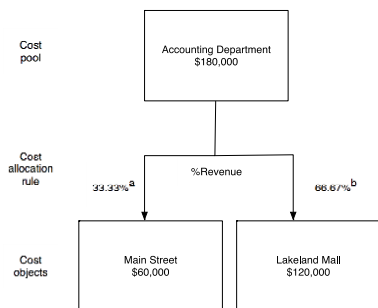 Cost
pool
Accounting Department
$180,000
Cost
allocation
rule
%Revenue
33.33%a
66.67%b
Cost
objects
Main Street
$60,000
Lakeland Mall
$120,000